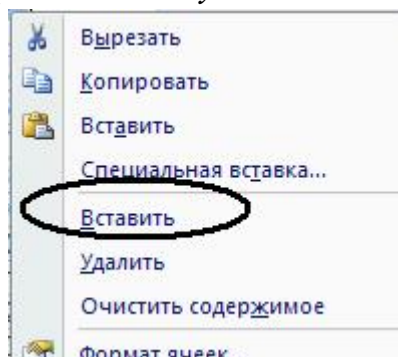 Вырезать
Копировать
Вставить
Специальная вставка...
Вставить
Удалить
Очистить содержимое
Формат ячеек...